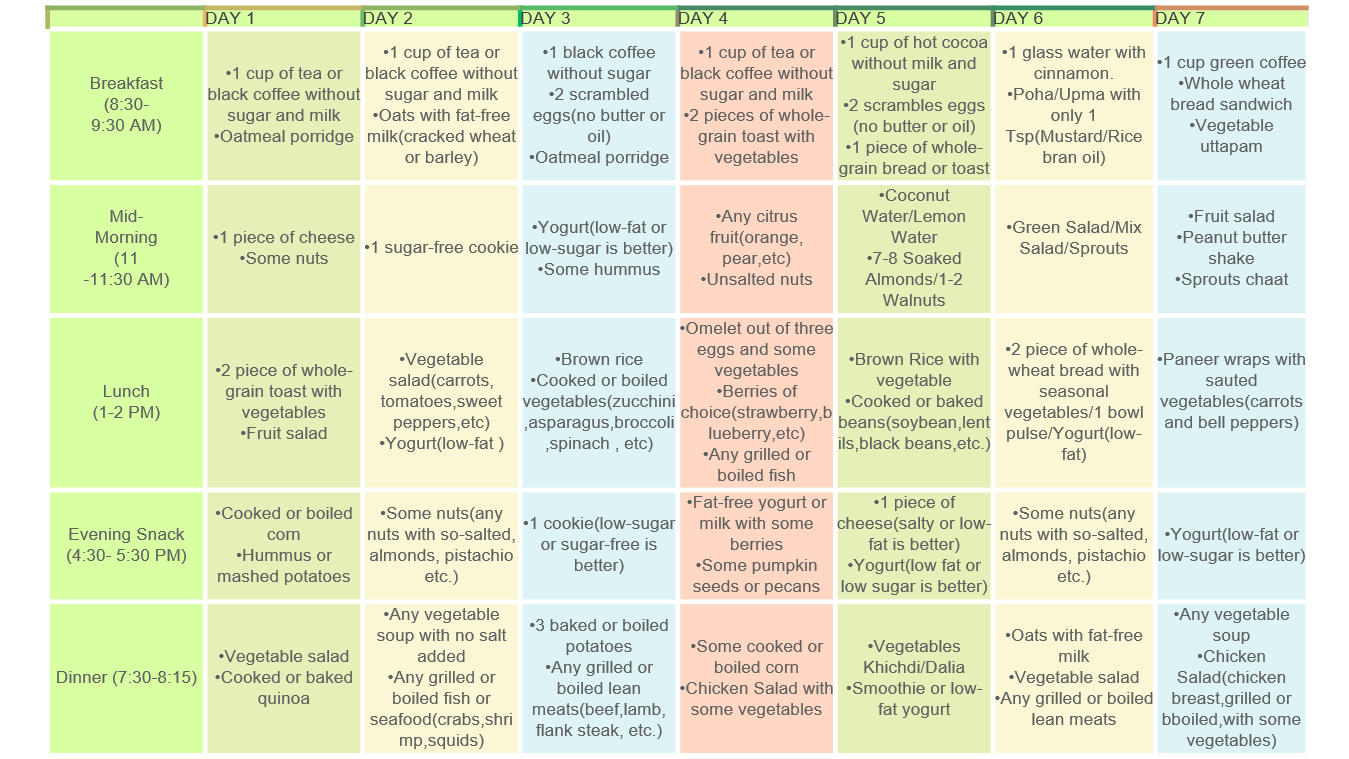 DAY 1
DAY 2
DAY 3
DAY 4
DAY 5
DAY 6
DAY 7
Breakfast
(8:30-
9:30 AM)
•1 cup of tea or
black coffee without
sugar and milk
•Oatmeal porridge
•1 cup of tea or
black coffee without
sugar and milk
•Oats with fat-free
milk(cracked wheat
or barley)
•1 black coffee
without sugar
•2 scrambled
eggs(no butter or
oil)
•Oatmeal porridge
•1 cup of tea or
black coffee without
sugar and milk
•2 pieces of whole-
grain toast with
vegetables
•1 cup of hot cocoa
without milk and
sugar
•2 scrambles eggs
(no butter or oil)
•1 piece of whole-
grain bread or toast
•1 glass water with
cinnamon.
•Poha/Upma with
only 1
Tsp(Mustard/Rice
bran oil)
•1 cup green coffee
•Whole wheat
bread sandwich
•Vegetable
uttapam
Mid-
Morning
(11
-11:30 AM)
•1 piece of cheese
•Some nuts
•1 sugar-free cookie
•Yogurt(low-fat or
low-sugar is better)
•Some hummus
•Any citrus
fruit(orange,
pear,etc)
•Unsalted nuts
•Coconut
Water/Lemon
Water
•7-8 Soaked
Almonds/1-2
Walnuts
•Green Salad/Mix
Salad/Sprouts
•Fruit salad
•Peanut butter
shake
•Sprouts chaat
Lunch
(1-2 PM)
•2 piece of whole-
grain toast with
vegetables
•Fruit salad
•Vegetable
salad(carrots,
tomatoes,sweet
peppers,etc)
•Yogurt(low-fat )
•Brown rice
•Cooked or boiled
vegetables(zucchini
,asparagus,broccoli
,spinach , etc)
•Omelet out of three
eggs and some
vegetables
•Berries of
choice(strawberry,b
lueberry,etc)
•Any grilled or
boiled fish
•Brown Rice with
vegetable
•Cooked or baked
beans(soybean,lent
ils,black beans,etc.)
•2 piece of whole-
wheat bread with
seasonal
vegetables/1 bowl
pulse/Yogurt(low-
fat)
•Paneer wraps with
sauted
vegetables(carrots
and bell peppers)
Evening Snack
(4:30- 5:30 PM)
•Cooked or boiled
corn
•Hummus or
mashed potatoes
•Some nuts(any
nuts with so-salted,
almonds, pistachio
etc.)
•1 cookie(low-sugar
or sugar-free is
better)
•Fat-free yogurt or
milk with some
berries
•Some pumpkin
seeds or pecans
•1 piece of
cheese(salty or low-
fat is better)
•Yogurt(low fat or
low sugar is better)
•Some nuts(any
nuts with so-salted,
almonds, pistachio
etc.)
•Yogurt(low-fat or
low-sugar is better)
Dinner (7:30-8:15)
•Vegetable salad
•Cooked or baked
quinoa
•Any vegetable
soup with no salt
added
•Any grilled or
boiled fish or
seafood(crabs,shri
mp,squids)
•3 baked or boiled
potatoes
•Any grilled or
boiled lean
meats(beef,lamb,
flank steak, etc.)
•Some cooked or
boiled corn
•Chicken Salad with
some vegetables
•Vegetables
Khichdi/Dalia
•Smoothie or low-
fat yogurt
•Oats with fat-free
milk
•Vegetable salad
•Any grilled or boiled
lean meats
•Any vegetable
soup
•Chicken
Salad(chicken
breast,grilled or
bboiled,with some
vegetables)